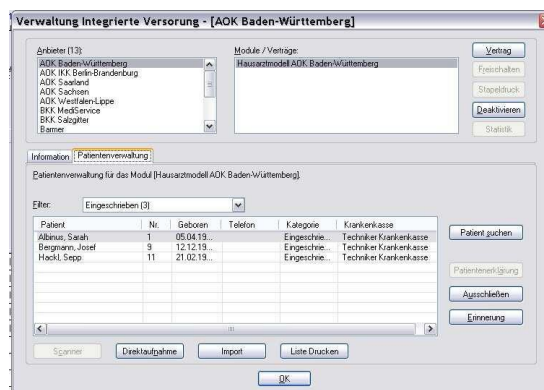 Verwaltung Integrierte Versorung - [AOK Baden-Württemberg]
Anbieter (13):
Module / Verträge:
AOK Baden-Württemberg
AOK IKK Berlin-Brandenburg
AOK Saarland
AOK Sachsen
AOK Westfalen-Lippe
BKK MediService
BKK Salzgitter
Barmer
Hausarztmodell AOK Baden-Württemberg
Vertrag
Freischalten
Stapeldruck
Deaktivieren
Statistik
Information Patientenverwaltung
Patientenverwaltung für das Modul [Hausarztmodell AOK Baden-Württemberg].
Filter: Eingeschrieben (3)
Patient Nr. Geboren Telefon Kategorie Krankenkasse
Albinus, Sarah 1 05.04.19... Eingeschrie... Techniker Krankenkasse
Bergmann, Josef 9 12.12.19... Eingeschrie... Techniker Krankenkasse
Hackl, Sepp 11 21.02.19... Eingeschrie... Techniker Krankenkasse
Patient suchen
Patientenerklärung
Ausschließen
Erinnerung
Scanner Direktaufnahme Import Liste Drucken
OK